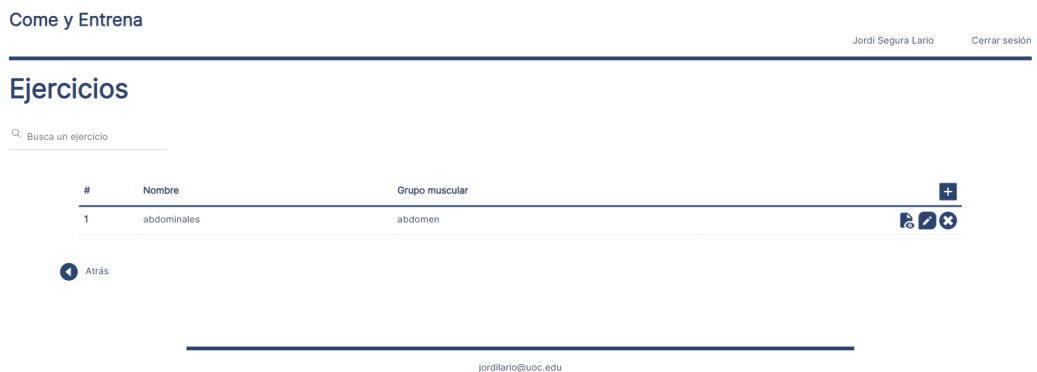 Come y Entrena
Jordi Segura Lario Cerrar sesión
Ejercicios
Busca un ejercicio
# Nombre Grupo muscular
1 abdominales abdomen
Atrás
jordilario@uoc.edu